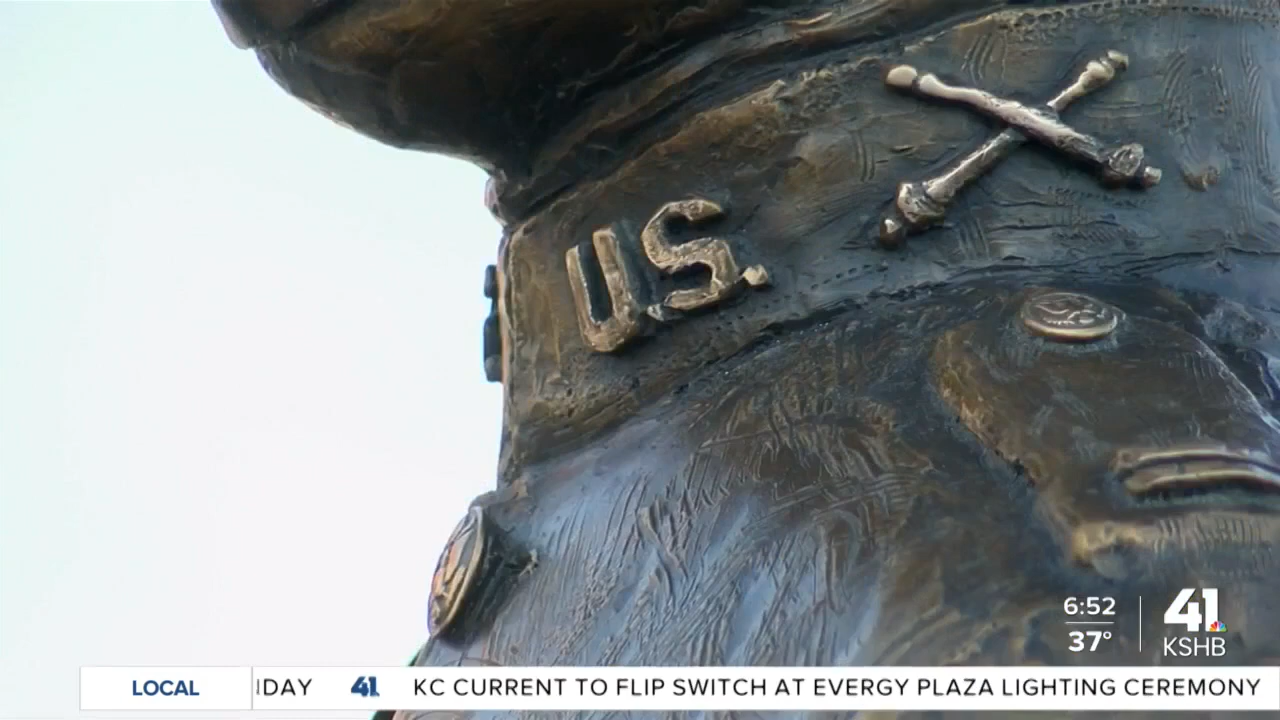 U.S.
6:52
37°
41
KSHB
LOCAL
IDAY 41 KC CURRENT TO FLIP SWITCH AT EVERGY PLAZA LIGHTING CEREMONY